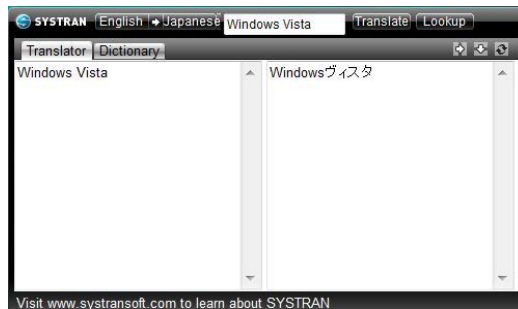 SYSTRAN English Japanese Windows Vista Translate Lookup
Translator Dictionary
Windows Vista Windowsヴィスタ
Visit www.systransoft.com to learn about SYSTRAN